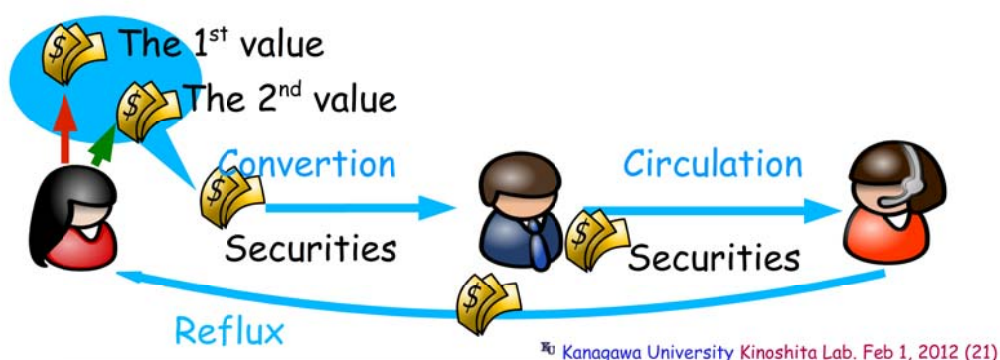 The 1st value
The 2nd value
Convertion
Circulation
Securities
Securities
Reflux
KU Kanagawa University Kinoshita Lab. Feb 1, 2012 (21)